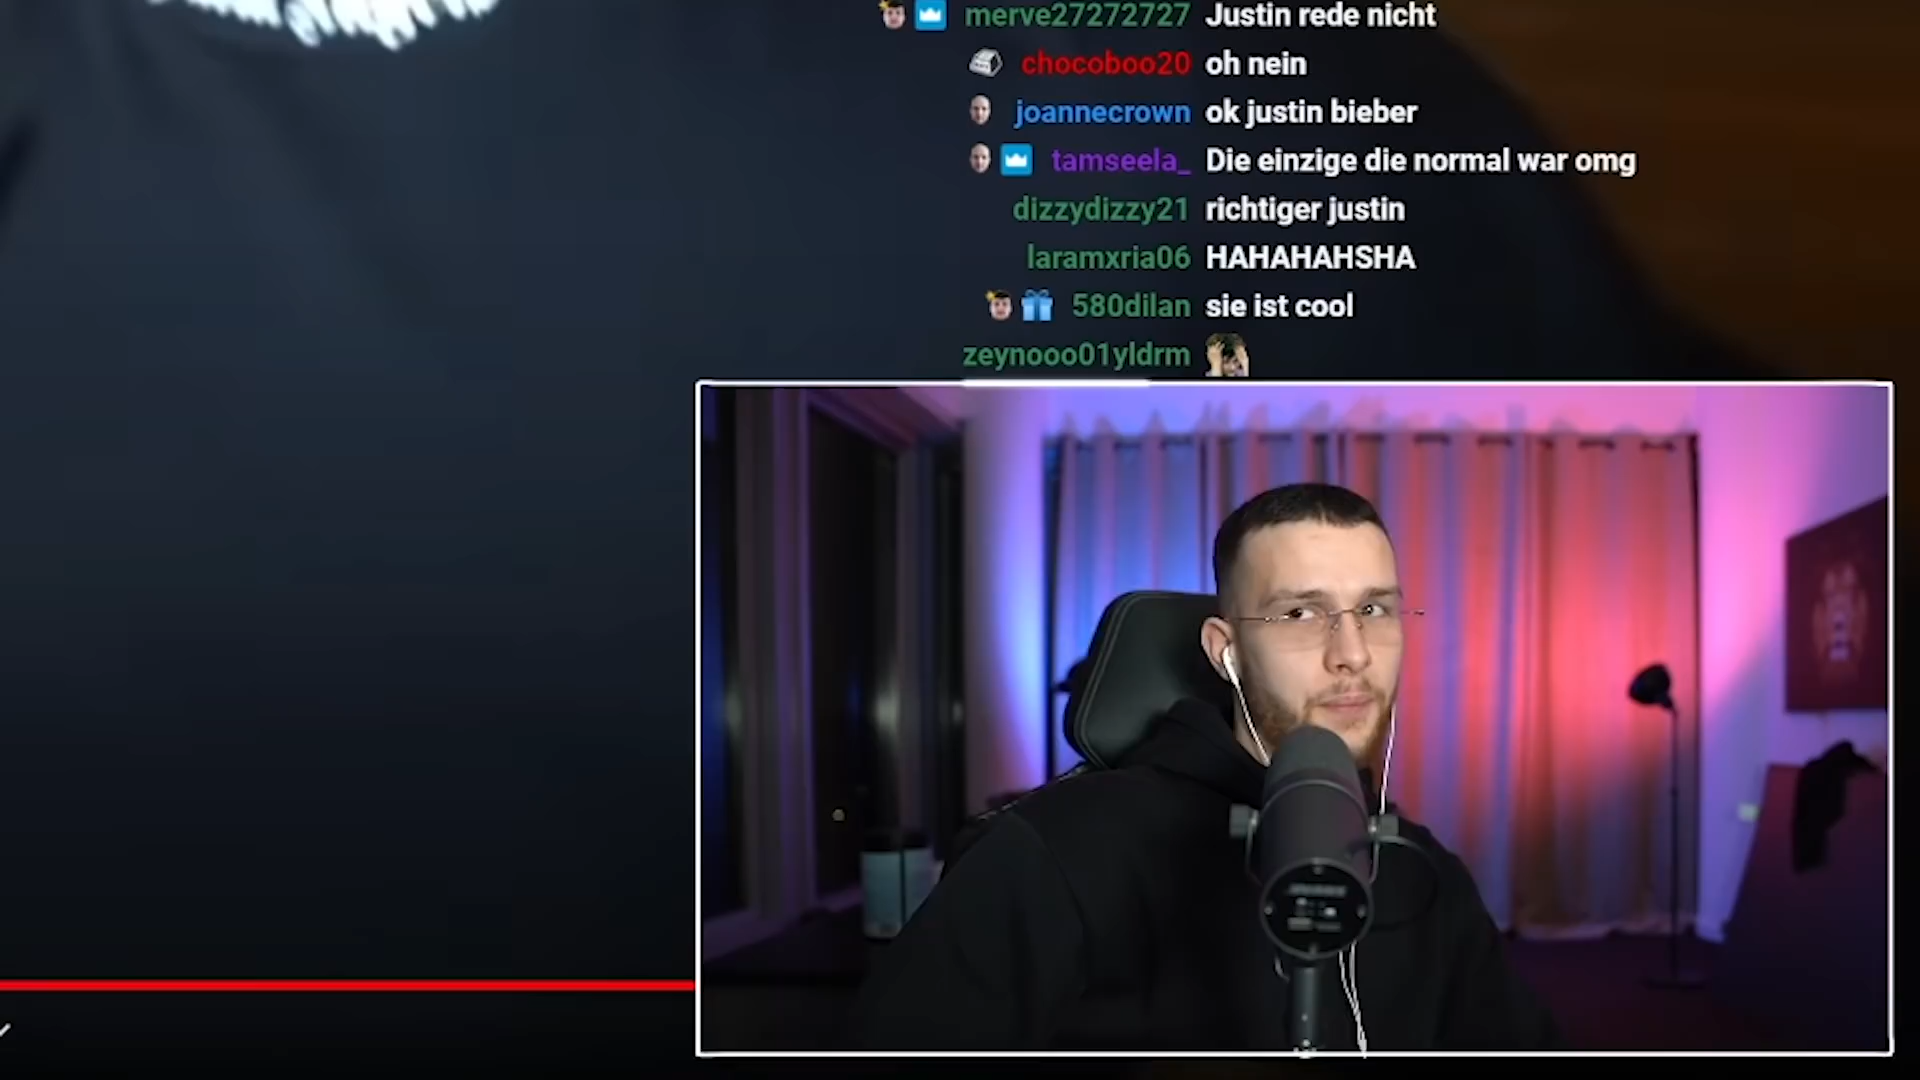 merve27272727 Justin rede nicht
chocoboo20 oh nein
joannecrown ok justin bieber
tamseela_ Die einzige die normal war omg
dizzydizzy21 richtiger justin
laramxria06 HAHAHAHSHA
580dilan sie ist cool
zeynooo01yldrm